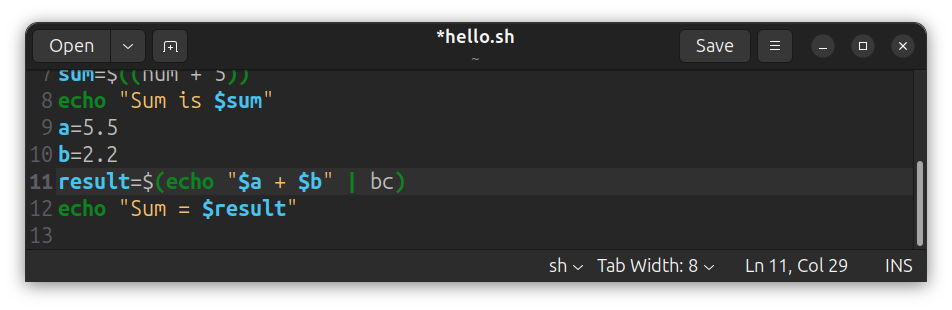 Open
*hello.sh
~
Save
7 sum=$((num + 5))
8 echo "Sum is $sum"
9 a=5.5
10 b=2.2
11 result=$(echo "$a + $b" | bc)
12 echo "Sum = $result"
13
sh Tab Width: 8 Ln 11, Col 29 INS